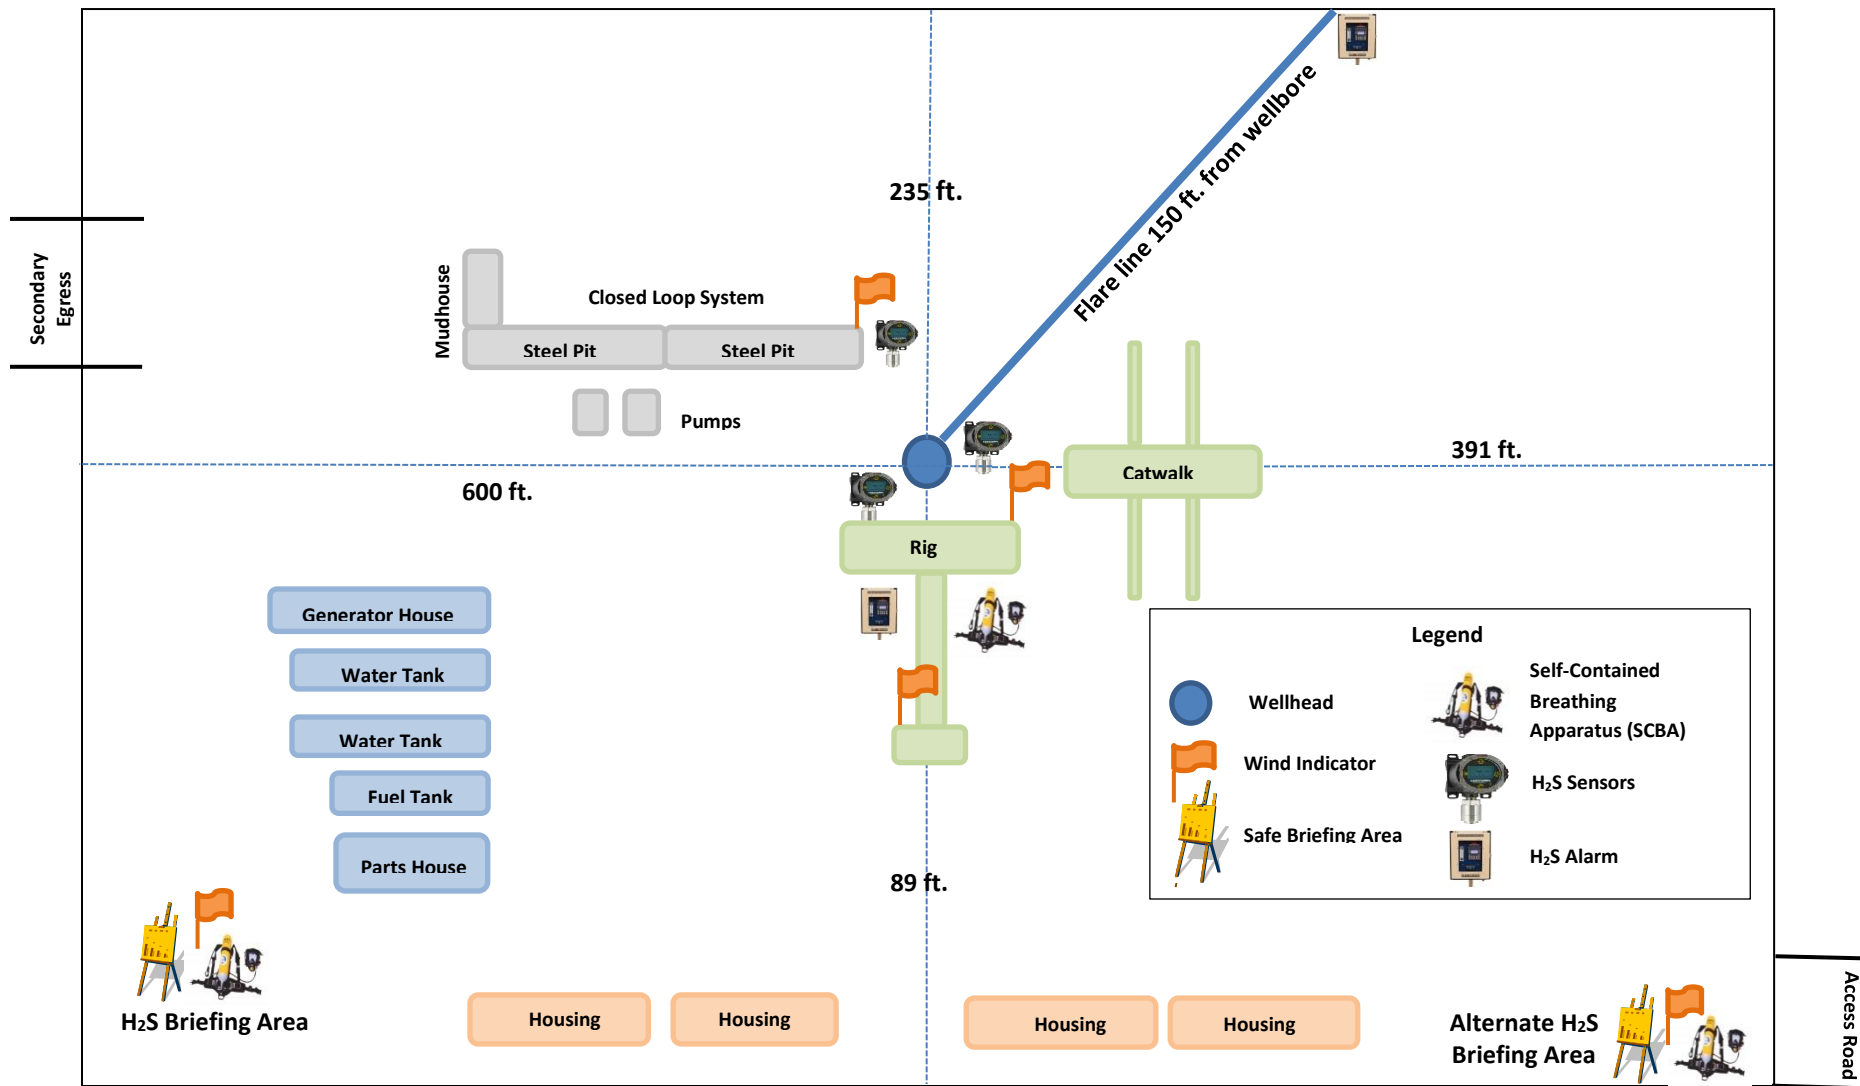 235 ft.
Flare line 150 ft. from wellbore
Secondary
Egress
Mudhouse
Closed Loop System
Steel Pit
Steel Pit
Pumps
391 ft.
Catwalk
600 ft.
Rig
Generator House
Water Tank
Water Tank
Fuel Tank
Parts House
89 ft.
Legend
Wellhead
Wind Indicator
Safe Briefing Area
Self-Contained
Breathing
Apparatus (SCBA)
H2S Sensors
H2S Alarm
H2S Briefing Area
Housing
Housing
Housing
Housing
Alternate H2S
Briefing Area
Access Road